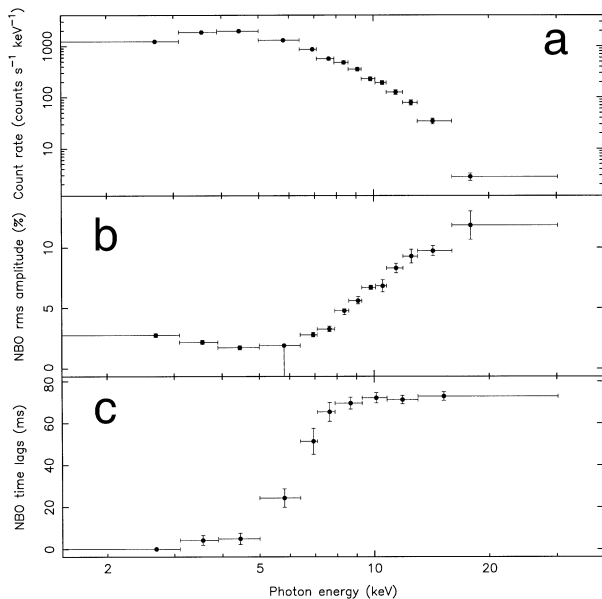 a
Count rate (counts s⁻¹ keV⁻¹)
1000
100
10
b
NBO rms amplitude (%)
10
5
0
c
NBO time lags (ms)
80
60
40
20
0
2
5
10
20
Photon energy (keV)